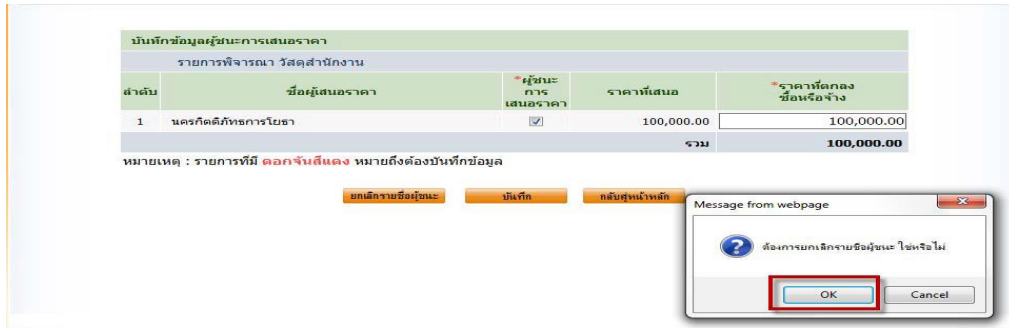 บันทึกข้อมูลผู้ชนะการเสนอราคา
รายการพิจารณา วัสดุสำนักงาน
ลำดับ ชื่อผู้เสนอราคา *ผู้ชนะการเสนอราคา ราคาที่เสนอ *ราคาที่ตกลงซื้อหรือจ้าง
1 นครกิตติภัทรการโยธา 100,000.00 100,000.00
รวม 100,000.00
หมายเหตุ : รายการที่มี ดอกจันสีแดง หมายถึงต้องบันทึกข้อมูล
ยกเลิกรายชื่อผู้ชนะ บันทึก กลับสู่หน้าหลัก
Message from webpage
ต้องการยกเลิกรายชื่อผู้ชนะ ใช่หรือไม่
OK Cancel